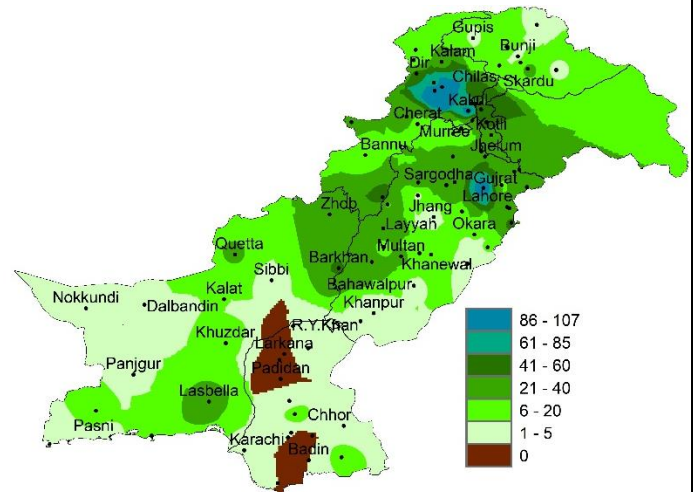 Gupis
Kalam
Bunji
Dir
Chilas
Skardu
Kakul
Cherat
Kotli
Murree
Bannu
Jhelum
Sargodha
Gujrat
Zhob
Jhang
Lahore
Layyah
Okara
Quetta
Multan
Barkhan
Khanewal
Sibbi
Bahawalpur
Nokkundi
Kalat
Dalbandin
Khanpur
R.Y.Khan
Khuzdar
Larkana
Panjgur
Padidan
Lasbella
Chhor
Pasni
Karachi
Badin
86 - 107
61 - 85
41 - 60
21 - 40
6 - 20
1 - 5
0